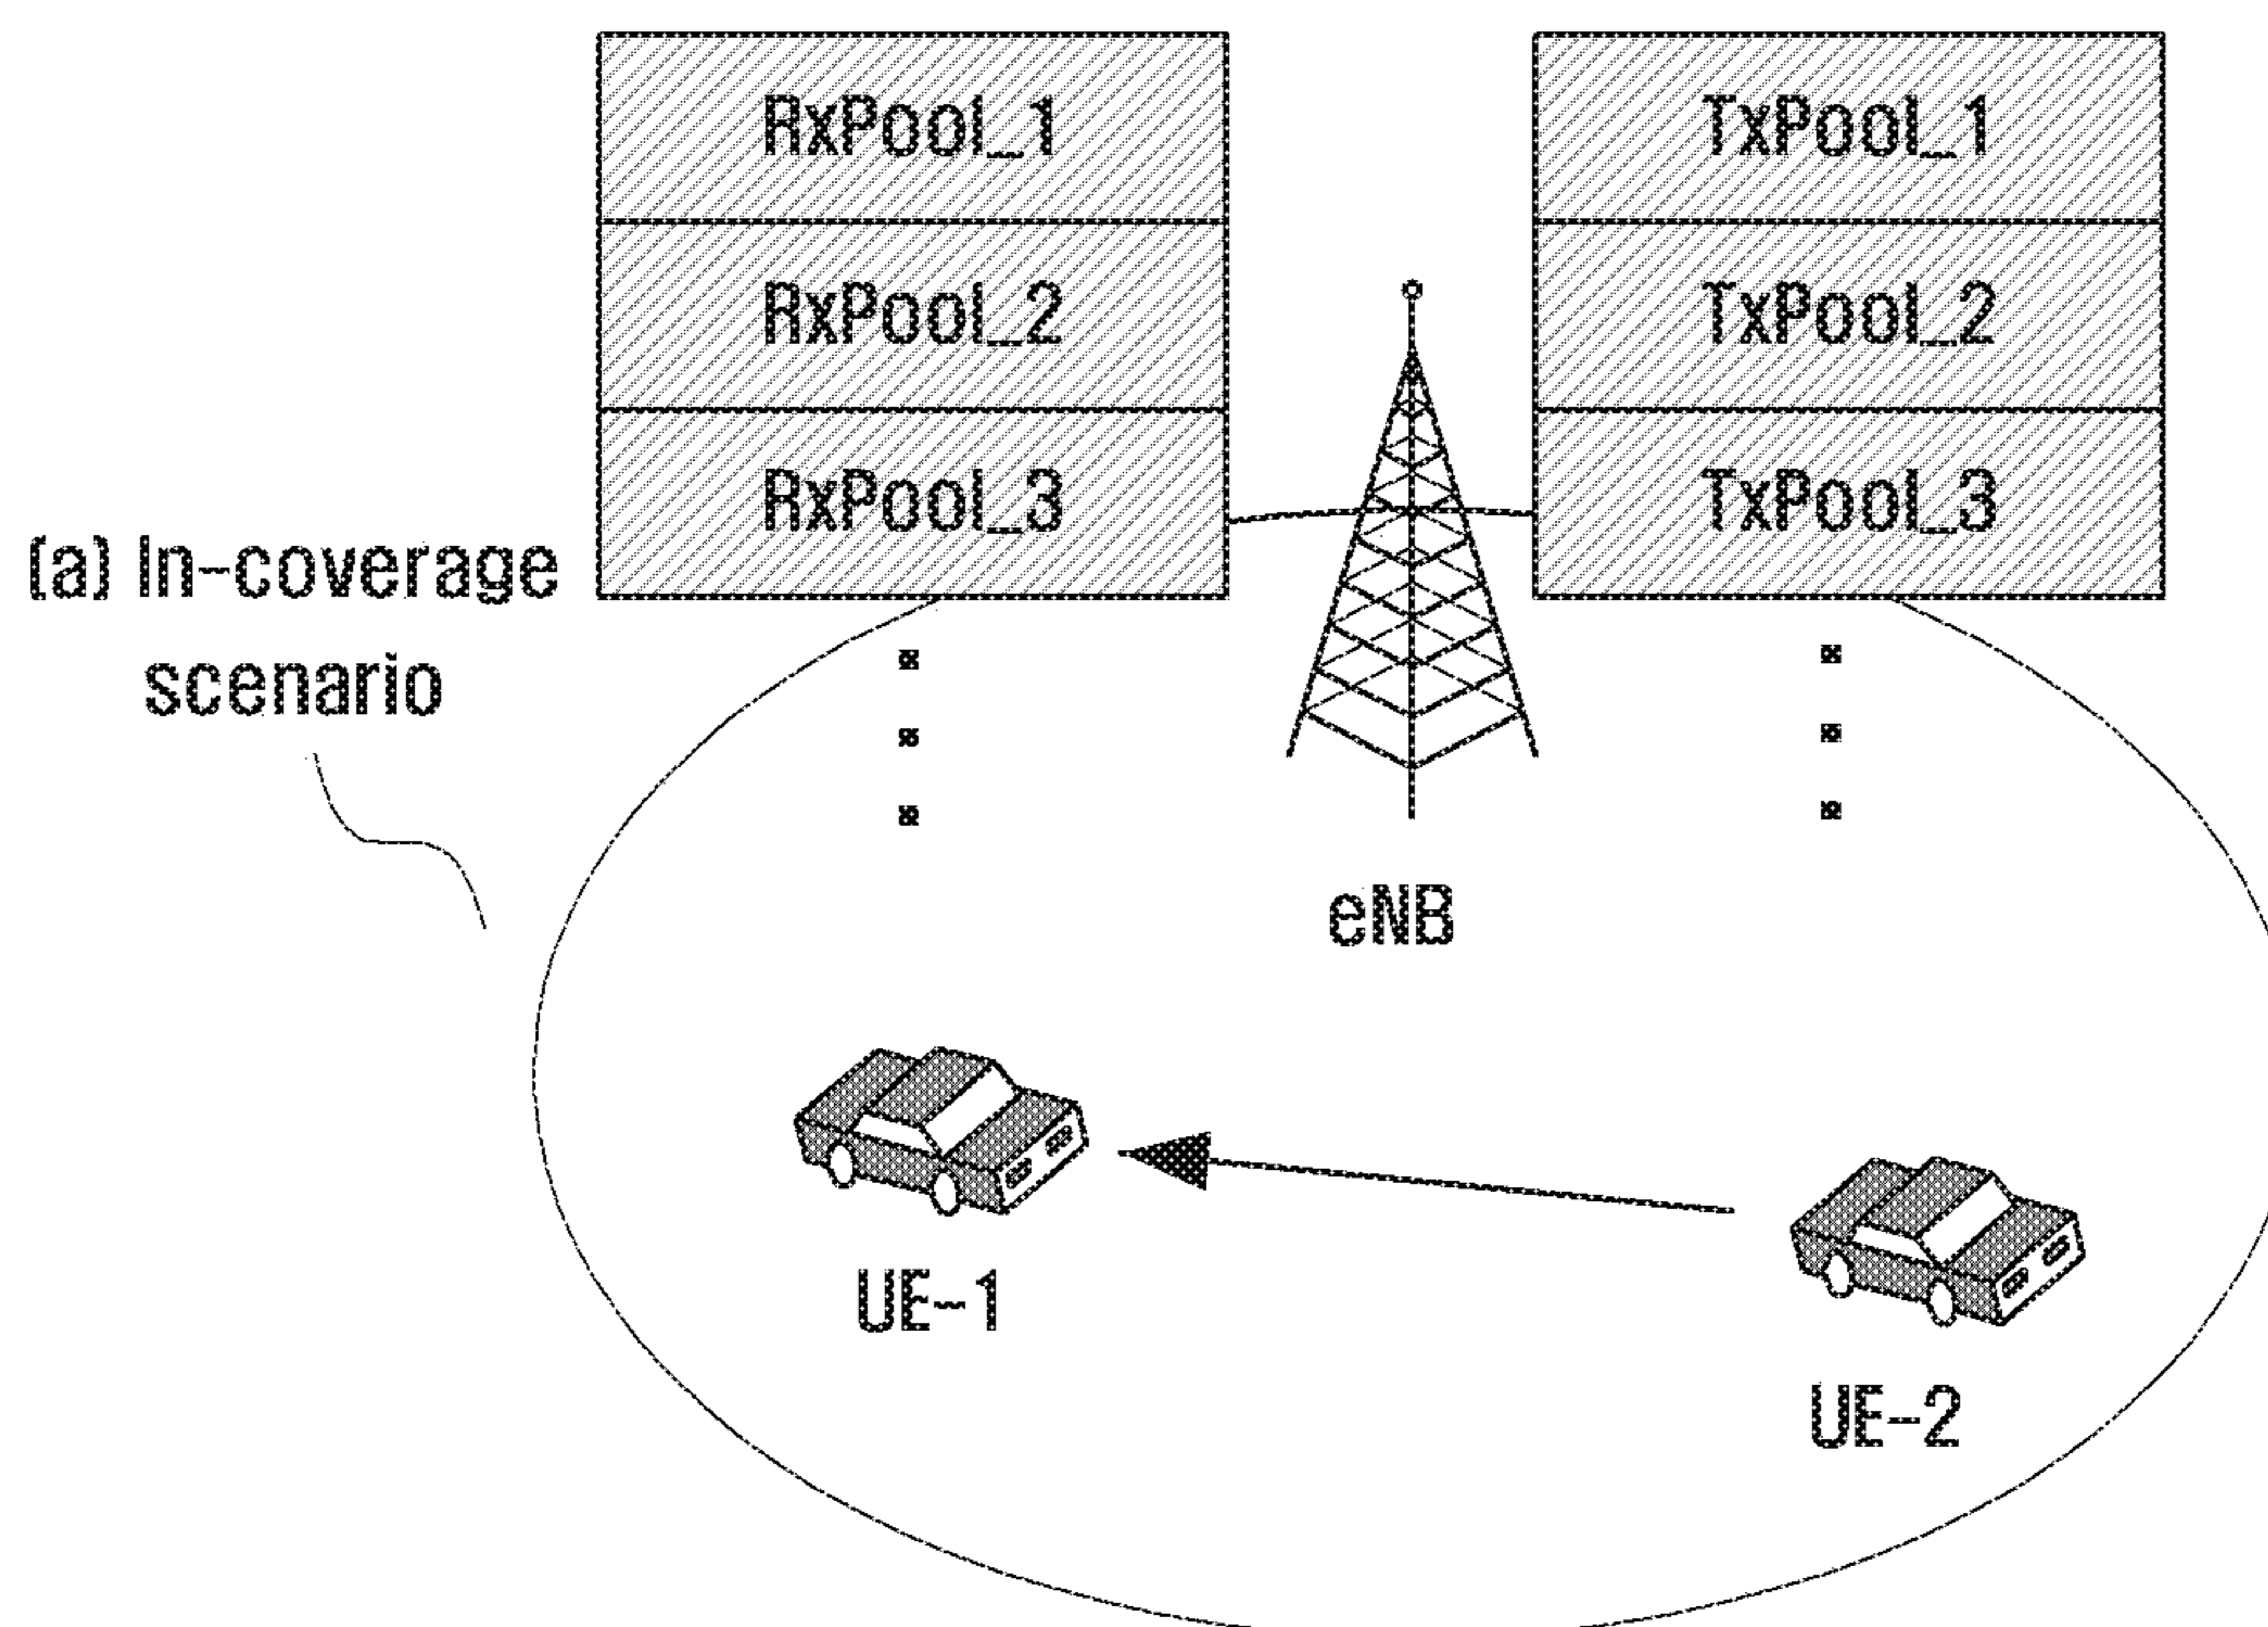 RxPool_1
RxPool_2
RxPool_3
TxPool_1
TxPool_2
TxPool_3
(a) In-coverage
scenario
eNB
UE-1
UE-2